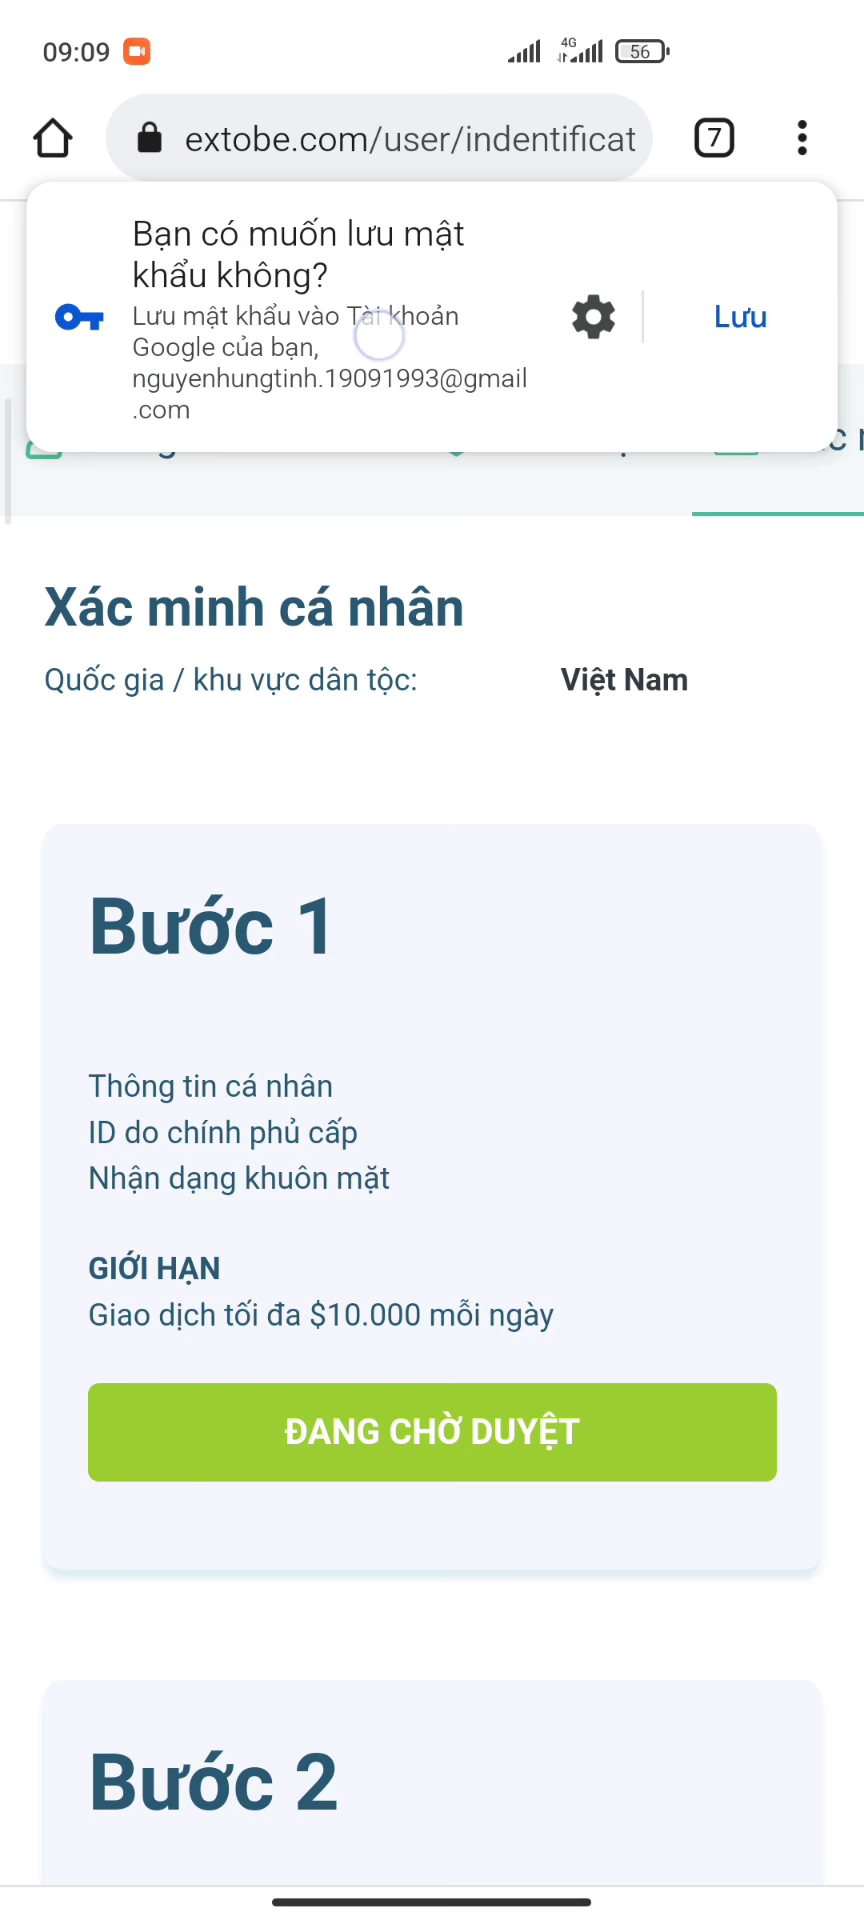 09:09
4G
56
extobe.com/user/indentificat
7
Bạn có muốn lưu mật
khẩu không?
Lưu mật khẩu vào Tài khoản
Google của bạn,
nguyenhungtinh.19091993@gmail
.com
Lưu
Xác minh cá nhân
Quốc gia / khu vực dân tộc:
Việt Nam
Bước 1
Thông tin cá nhân
ID do chính phủ cấp
Nhận dạng khuôn mặt
GIỚI HẠN
Giao dịch tối đa $10.000 mỗi ngày
ĐANG CHỜ DUYỆT
Bước 2